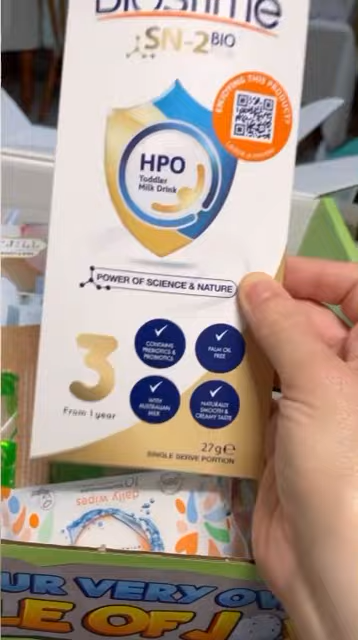 Biostime
SN-2 BIO
ENJOYING THIS PRODUCT?
HPO
Toddler
Milk Drink
POWER OF SCIENCE & NATURE
3
From 1 year
CONTAINS
PREBIOTICS &
PROBIOTICS
PALM OIL
FREE
WITH
AUSTRALIAN
MILK
NATURALLY
SMOOTH &
CREAMY TASTE
27g℮
SINGLE SERVE PORTION
daily wipes
UR VERY OW
LE OF JO